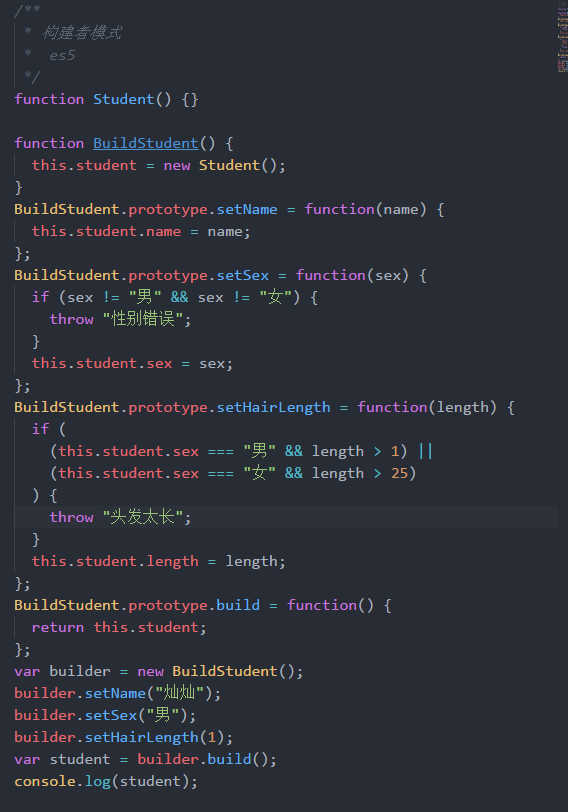 /**
 * 构建者模式
 *  es5
 */
function Student() {}

function BuildStudent() {
  this.student = new Student();
}
BuildStudent.prototype.setName = function(name) {
  this.student.name = name;
};
BuildStudent.prototype.setSex = function(sex) {
  if (sex != "男" && sex != "女") {
    throw "性别错误";
  }
  this.student.sex = sex;
};
BuildStudent.prototype.setHairLength = function(length) {
  if (
    (this.student.sex === "男" && length > 1) ||
    (this.student.sex === "女" && length > 25)
  ) {
    throw "头发太长";
  }
  this.student.length = length;
};
BuildStudent.prototype.build = function() {
  return this.student;
};
var builder = new BuildStudent();
builder.setName("灿灿");
builder.setSex("男");
builder.setHairLength(1);
var student = builder.build();
console.log(student);